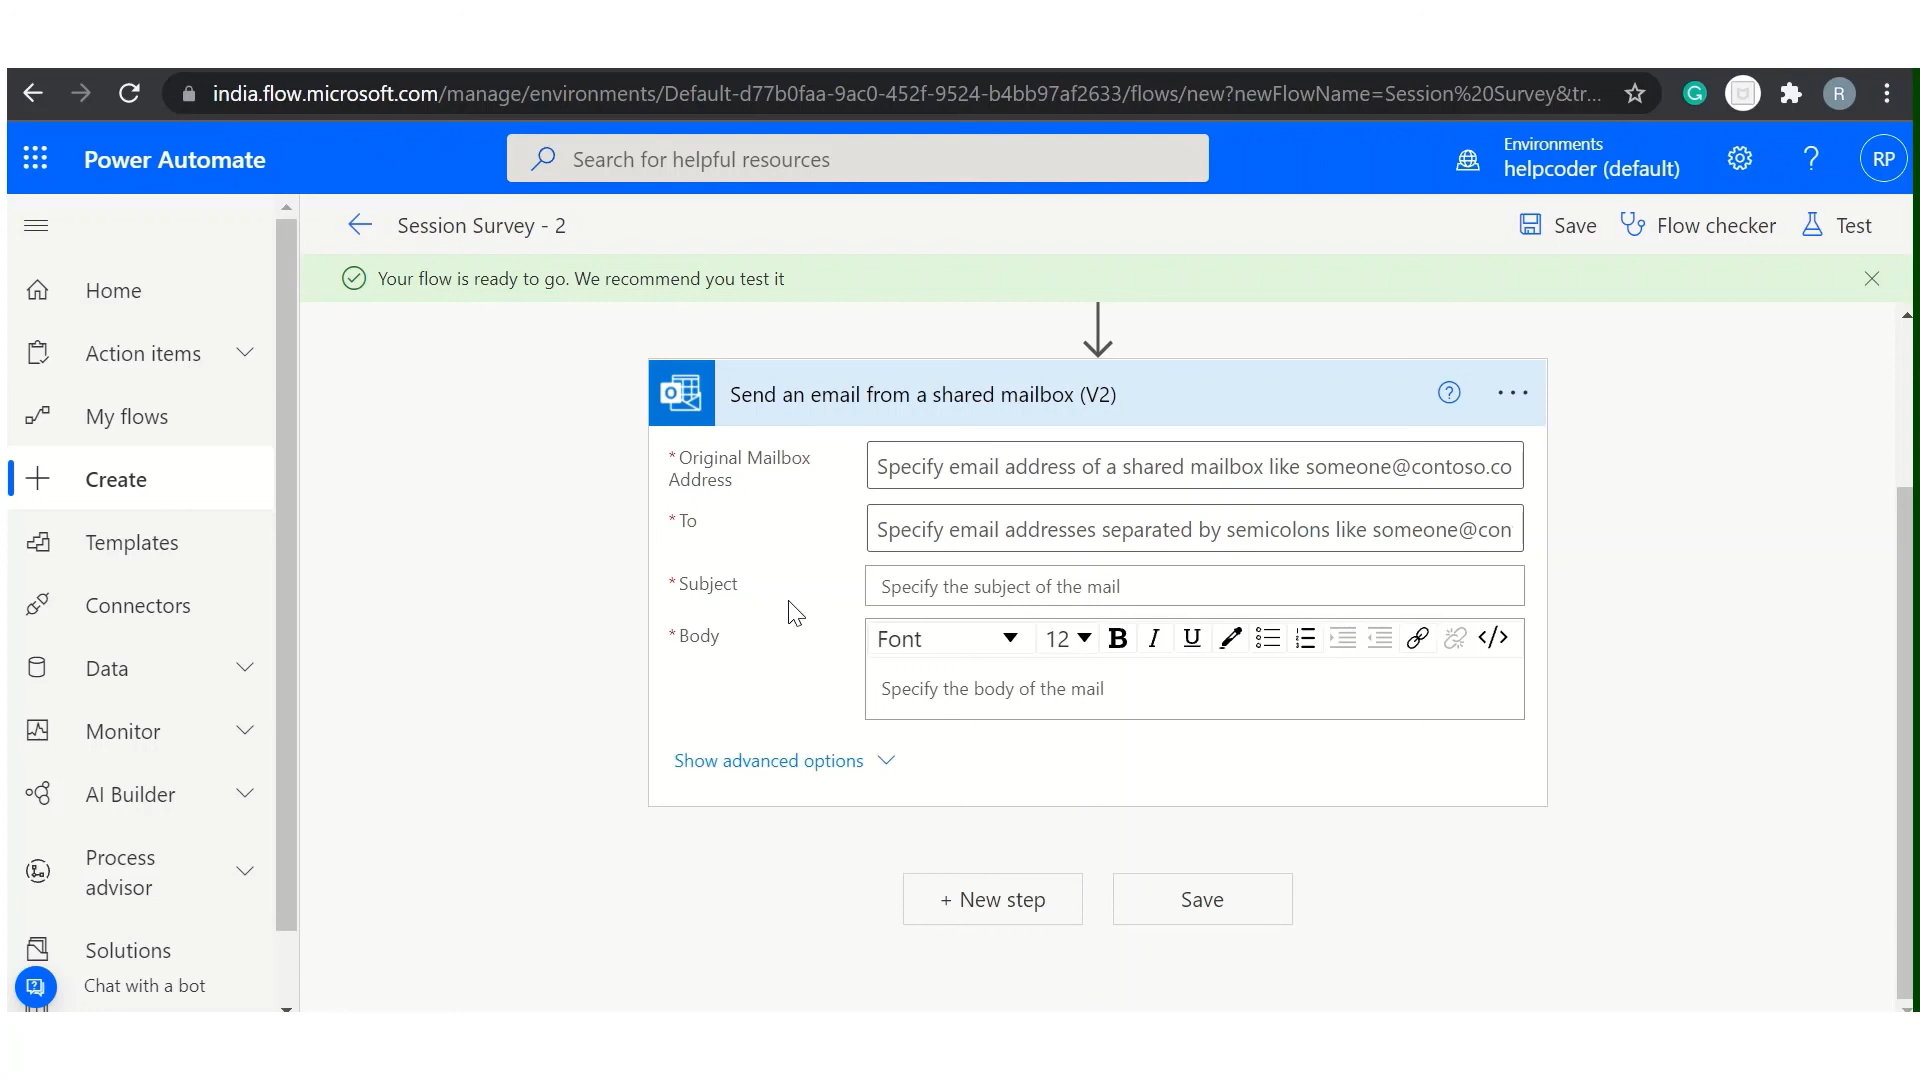 india.flow.microsoft.com/manage/environments/Default-d77b0faa-9ac0-452f-9524-b4bb97af2633/flows/new?newFlowName=Session%20Survey&tr...
R
Power Automate
Search for helpful resources
Environments
helpcoder (default)
?
RP
Session Survey - 2
Save
Flow checker
Test
Your flow is ready to go. We recommend you test it
Home
Action items
My flows
Create
Templates
Connectors
Data
Monitor
AI Builder
Process
advisor
Solutions
Chat with a bot
Send an email from a shared mailbox (V2)
?
...
*Original Mailbox
Address
Specify email address of a shared mailbox like someone@contoso.co
*To
Specify email addresses separated by semicolons like someone@con
*Subject
Specify the subject of the mail
*Body
Font 12 B I U </>
Specify the body of the mail
Show advanced options
+ New step
Save